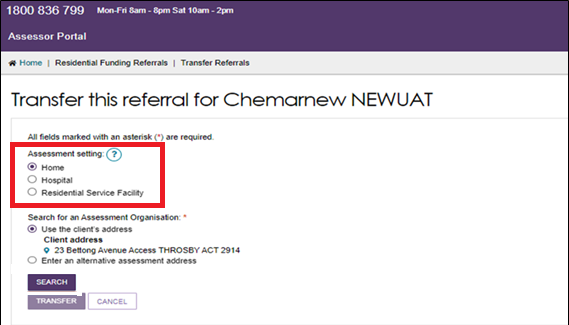 1800 836 799 Mon-Fri 8am - 8pm Sat 10am - 2pm
Assessor Portal
Home | Residential Funding Referrals | Transfer Referrals
Transfer this referral for Chemarnew NEWUAT
All fields marked with an asterisk (*) are required.
Assessment setting: ?
Home
Hospital
Residential Service Facility
Search for an Assessment Organisation: *
Use the client's address
Client address
23 Bettong Avenue Access THROSBY ACT 2914
Enter an alternative assessment address
SEARCH
TRANSFER CANCEL